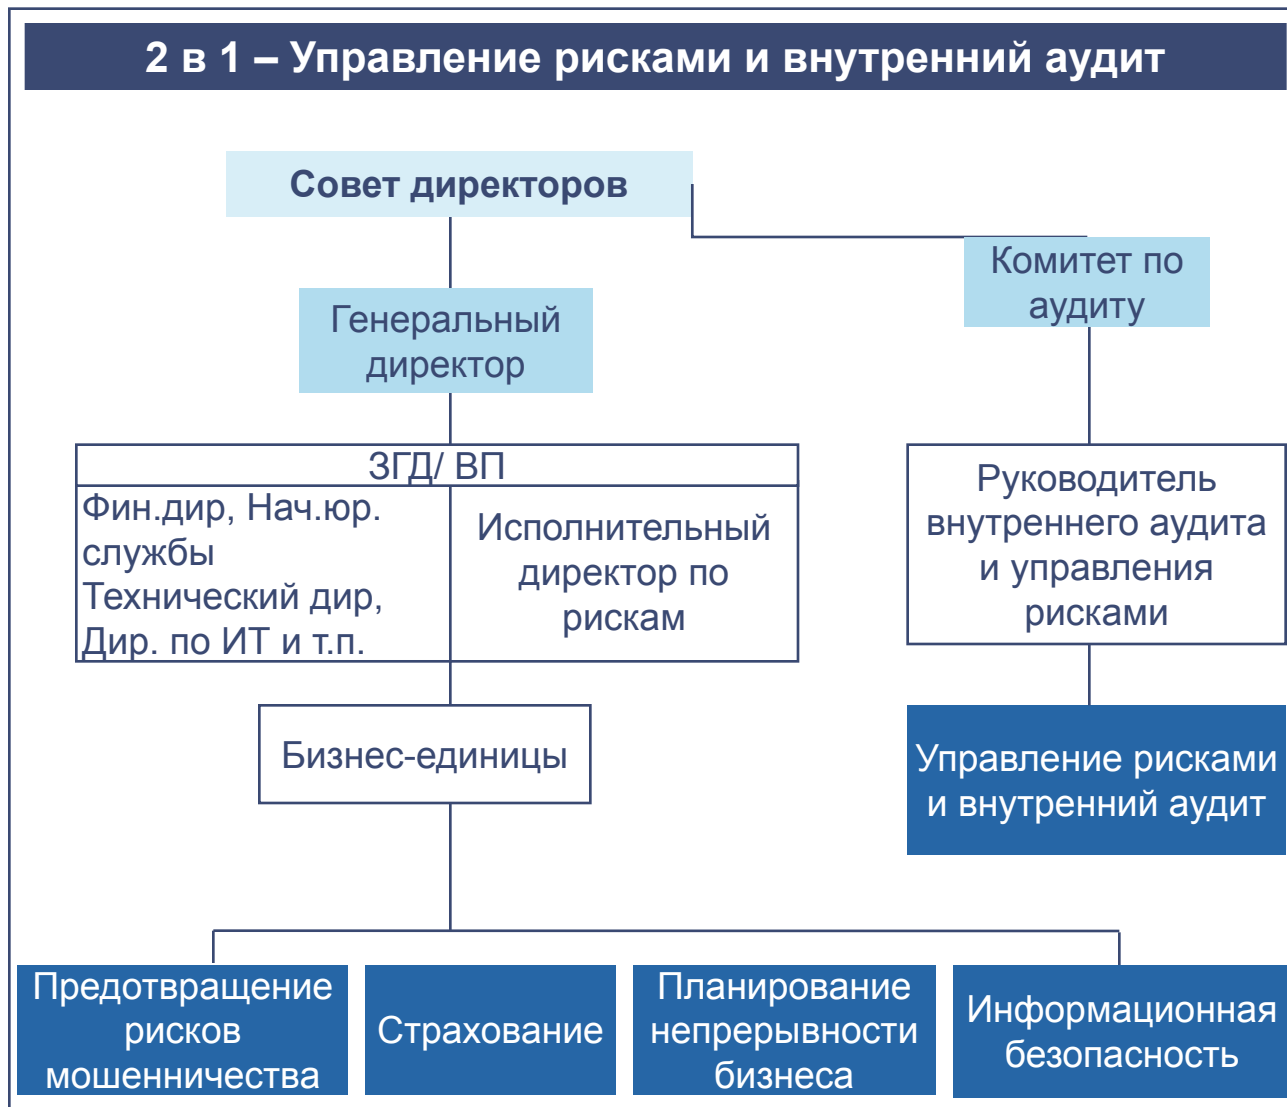 2 в 1 – Управление рисками и внутренний аудит
Совет директоров
Комитет по
аудиту
Генеральный
директор
ЗГД/ ВП
Фин.дир, Нач.юр.
службы
Технический дир,
Дир. по ИТ и т.п.
Исполнительный
директор по
рискам
Руководитель
внутреннего аудита
и управления
рисками
Бизнес-единицы
Управление рисками
и внутренний аудит
Предотвращение
рисков
мошенничества
Страхование
Планирование
непрерывности
бизнеса
Информационная
безопасность